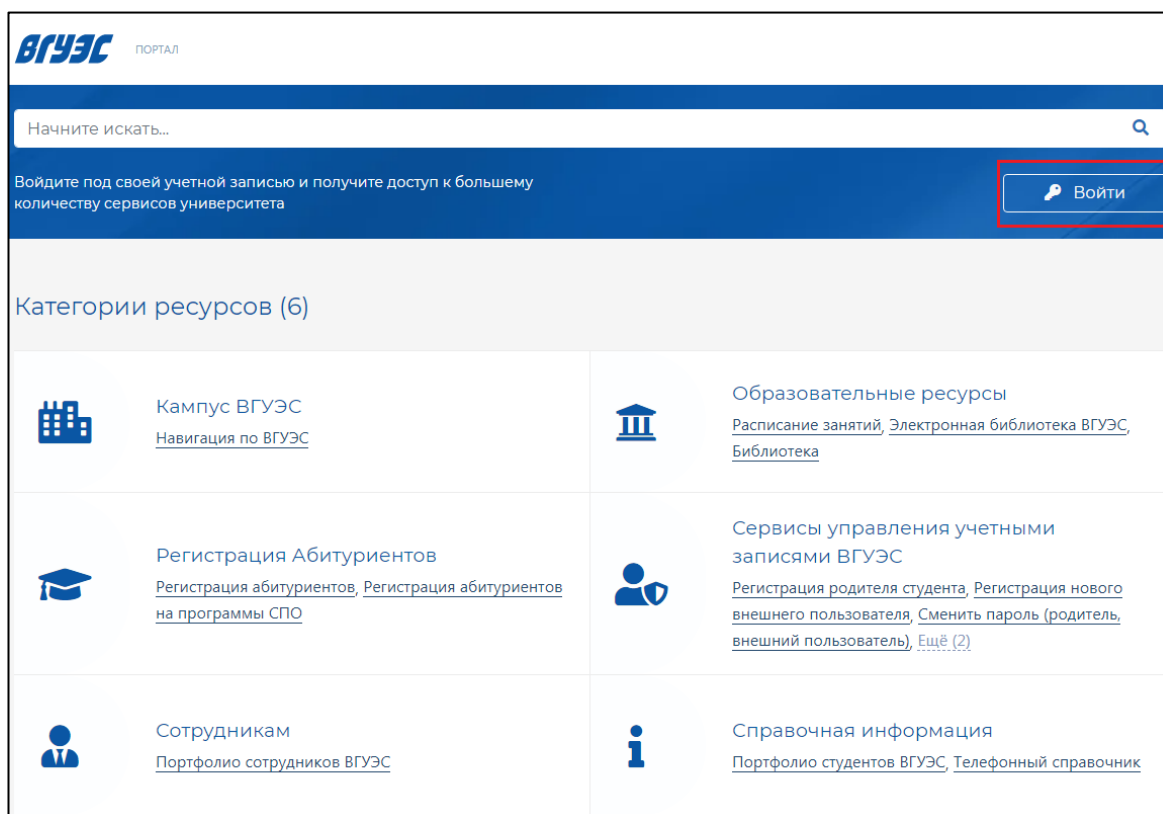 ВГУЭС ПОРТАЛ
Начните искать...
Войдите под своей учетной записью и получите доступ к большему
количеству сервисов университета
Войти
Категории ресурсов (6)
Кампус ВГУЭС
Навигация по ВГУЭС
Образовательные ресурсы
Расписание занятий, Электронная библиотека ВГУЭС,
Библиотека
Регистрация Абитуриентов
Регистрация абитуриентов, Регистрация абитуриентов
на программы СПО
Сервисы управления учетными
записями ВГУЭС
Регистрация родителя студента, Регистрация нового
внешнего пользователя, Сменить пароль (родитель,
внешний пользователь), Ещё (2)
Сотрудникам
Портфолио сотрудников ВГУЭС
Справочная информация
Портфолио студентов ВГУЭС, Телефонный справочник